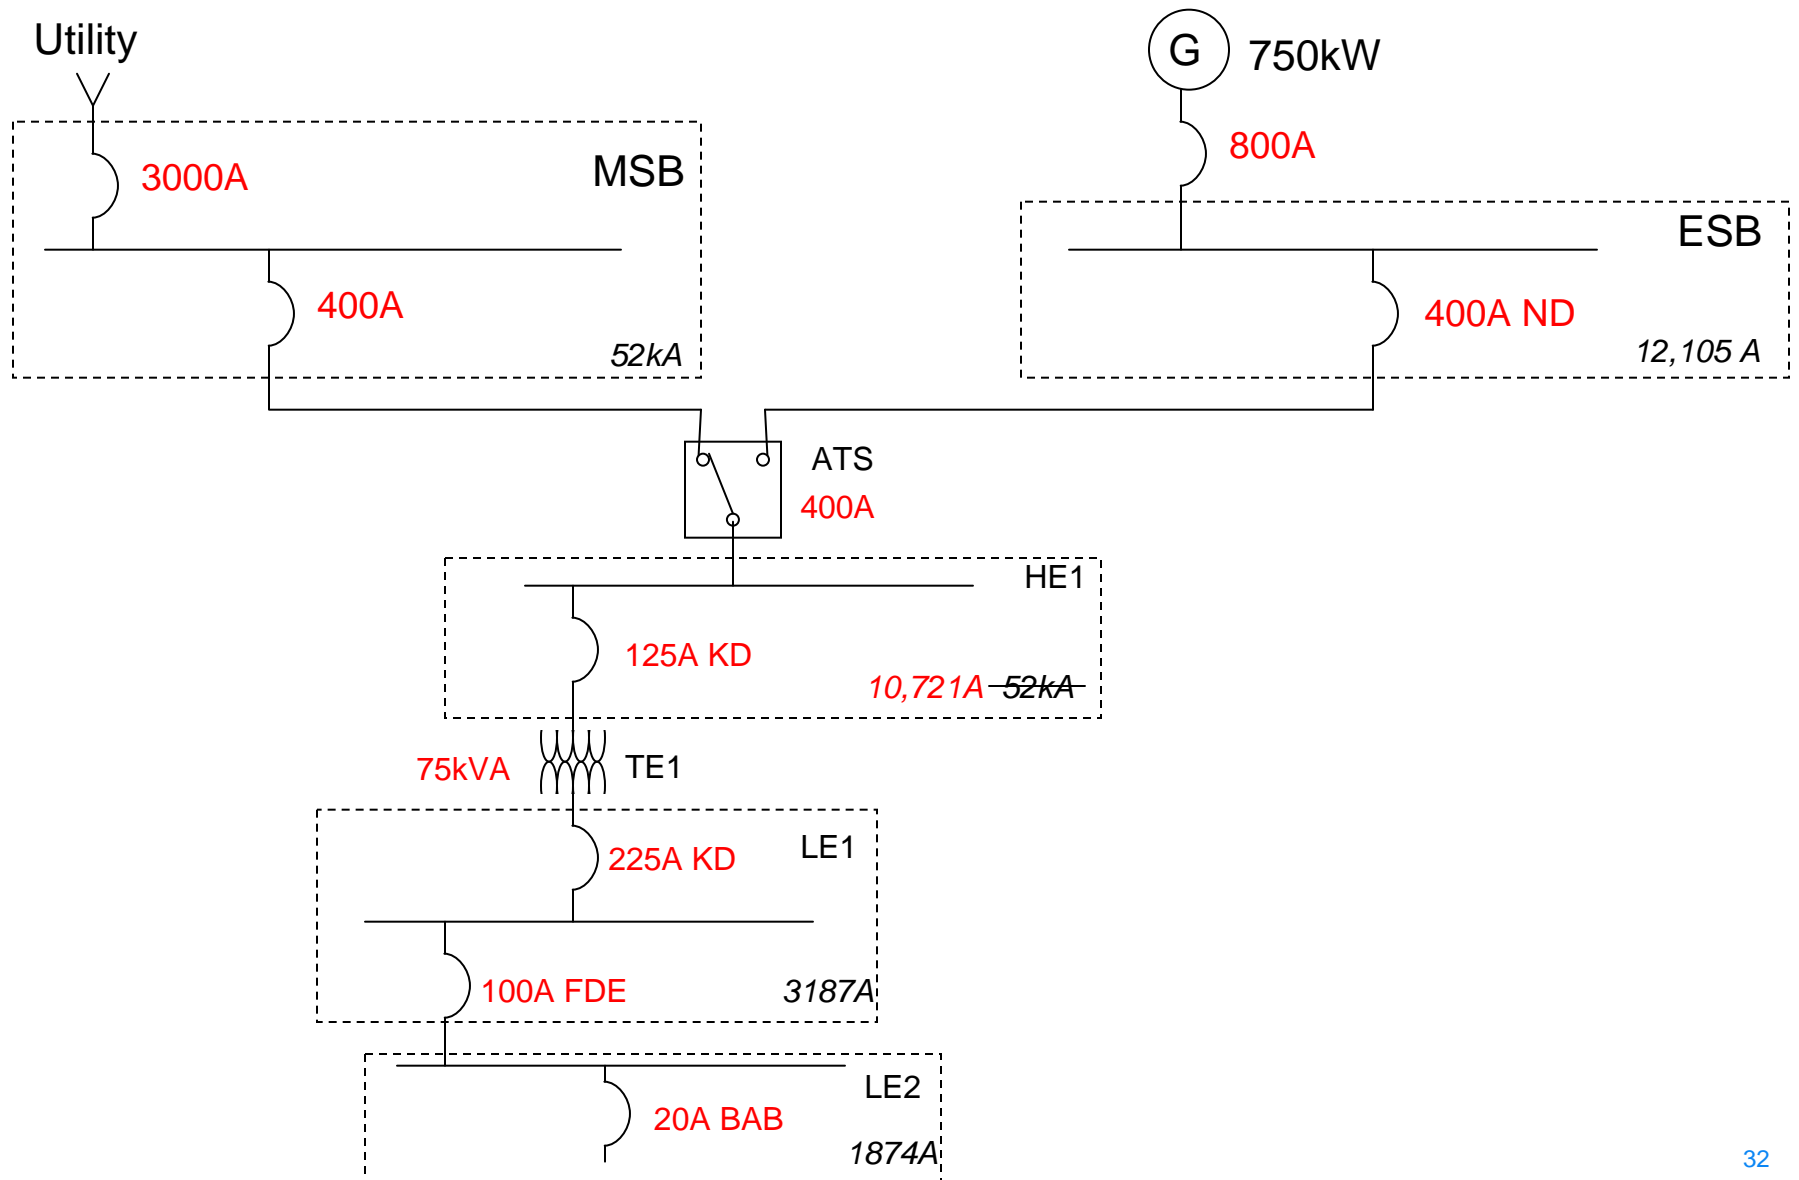 Utility
G 750kW
3000A
MSB
800A
ESB
400A
52kA
400A ND
12,105 A
ATS
400A
HE1
125A KD
10,721A 52kA
75kVA
TE1
LE1
225A KD
100A FDE
3187A
LE2
20A BAB
1874A
32